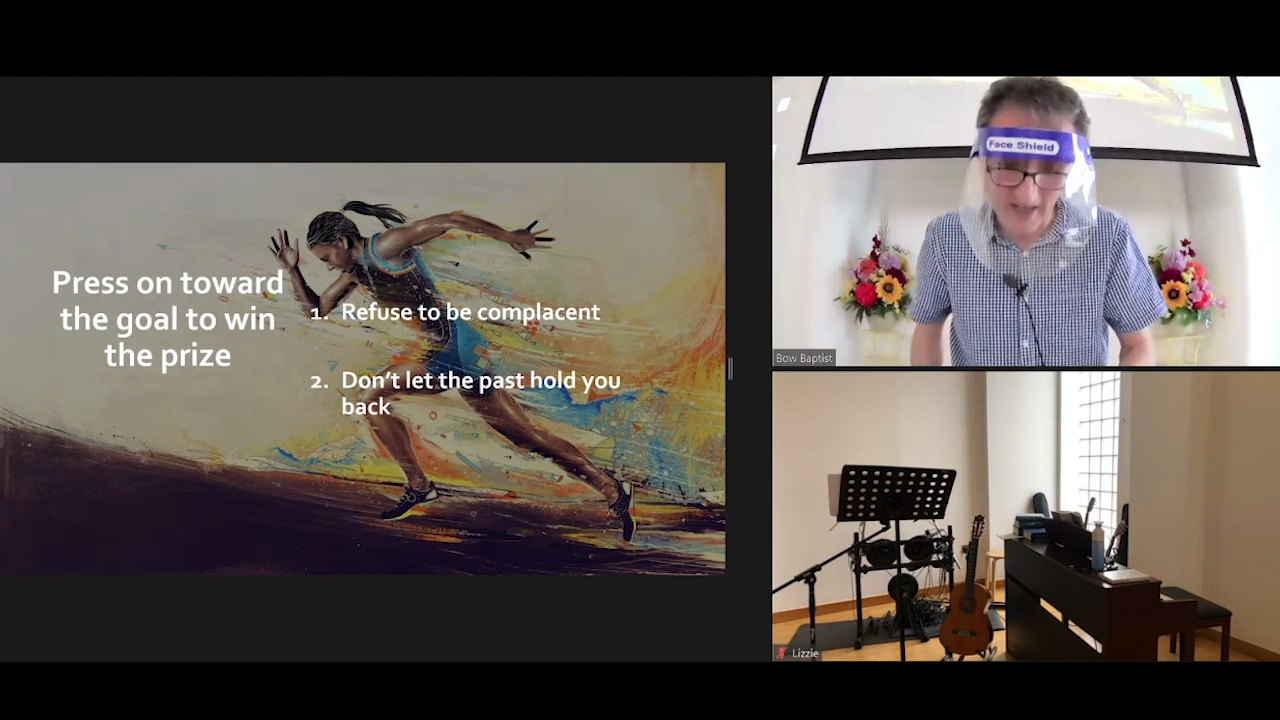 Press on toward
the goal to win
the prize
1. Refuse to be complacent
2. Don't let the past hold you
back
Face Shield
Bow Baptist
Lizzie